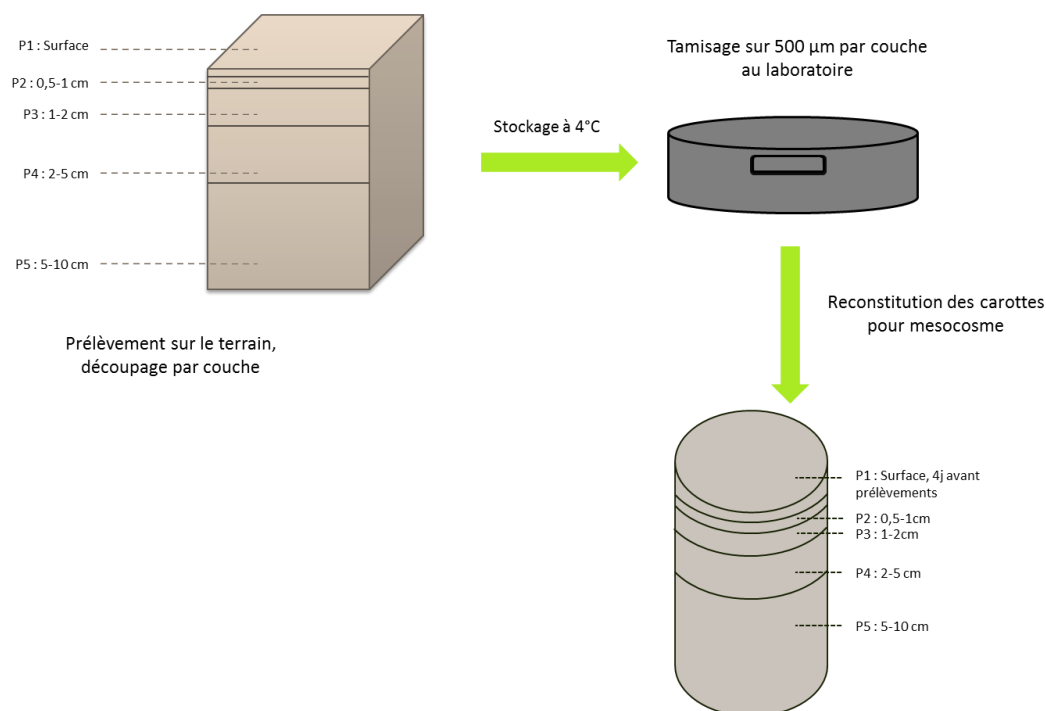 P1 : Surface
P2 : 0,5-1 cm
P3 : 1-2 cm
P4 : 2-5 cm
P5 : 5-10 cm
Prélèvement sur le terrain,
découpage par couche
Stockage à 4°C
Tamisage sur 500 µm par couche
au laboratoire
Reconstitution des carottes
pour mesocosme
P1 : Surface, 4j avant
prélèvements
P2 : 0,5-1cm
P3 : 1-2cm
P4 : 2-5 cm
P5 : 5-10 cm